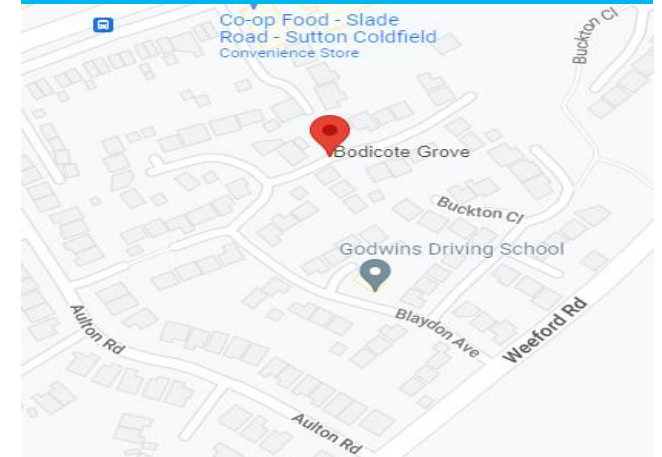 Co-op Food - Slade
Road - Sutton Coldfield
Convenience Store
Buckton Cl
Bodicote Grove
Buckton Cl
Godwins Driving School
Aulton Rd
Blaydon Ave
Weeford Rd
Aulton Rd